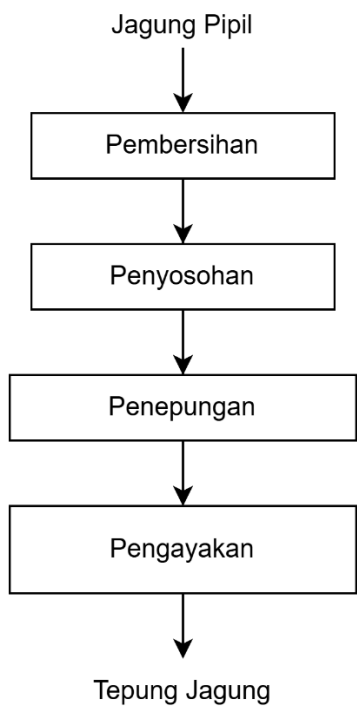 Jagung Pipil
Pembersihan
Penyosohan
Penepungan
Pengayakan
Tepung Jagung